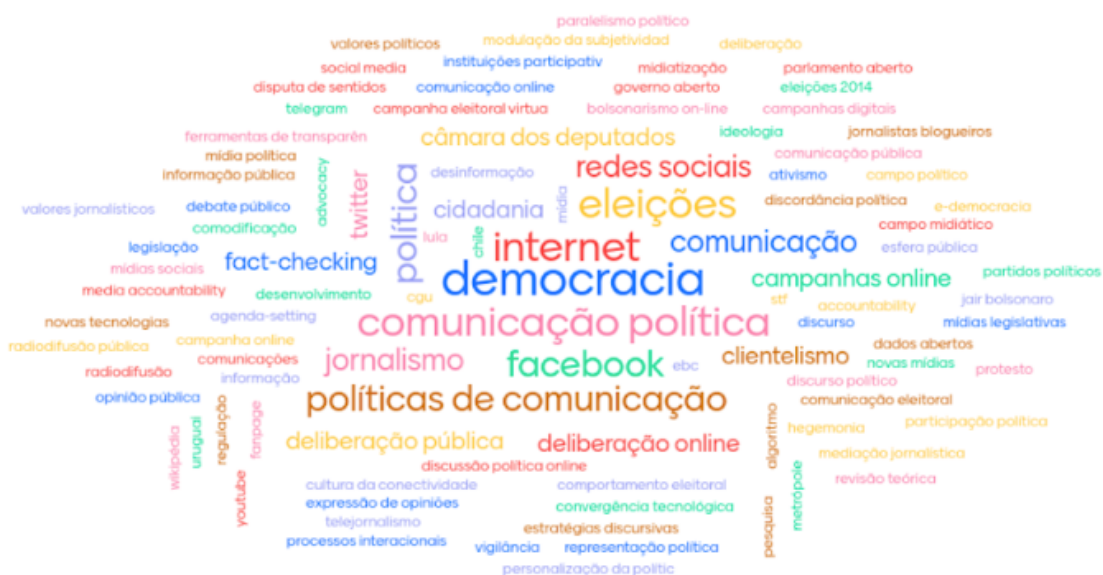 paralelismo político
valores políticos modulação da subjetividad deliberação
social media instituições participativ midiatização parlamento aberto
disputa de sentidos comunicação online governo aberto eleições 2014
telegram campanha eleitoral virtua bolsonarismo on-line campanhas digitais
ferramentas de transparên câmara dos deputados ideologia jornalistas blogueiros
mídia política comunicação pública
informação pública advocacy twitter política desinformação redes sociais ativismo campo político
valores jornalísticos debate público cidadania mídia eleições discordância política e-democracia
comodificação campo midiático
legislação lula chile internet comunicação esfera pública
mídias sociais fact-checking partidos políticos
media accountability desenvolvimento cgu democracia campanhas online stf accountability jair bolsonaro
novas tecnologias agenda-setting comunicação política discurso mídias legislativas
radiodifusão pública campanha online dados abertos
comunicações jornalismo facebook ebc clientelismo novas mídias protesto
radiodifusão informação discurso político
opinião pública políticas de comunicação comunicação eleitoral
wikipédia uruguai regulação fanpage algoritmo hegemonia participação política
deliberação pública deliberação online mediação jornalística
youtube discussão política online revisão teórica
cultura da conectividade comportamento eleitoral metrópole
expressão de opiniões convergência tecnológica
telejornalismo estratégias discursivas pesquisa
processos interacionais vigilância representação política
personalização da polític